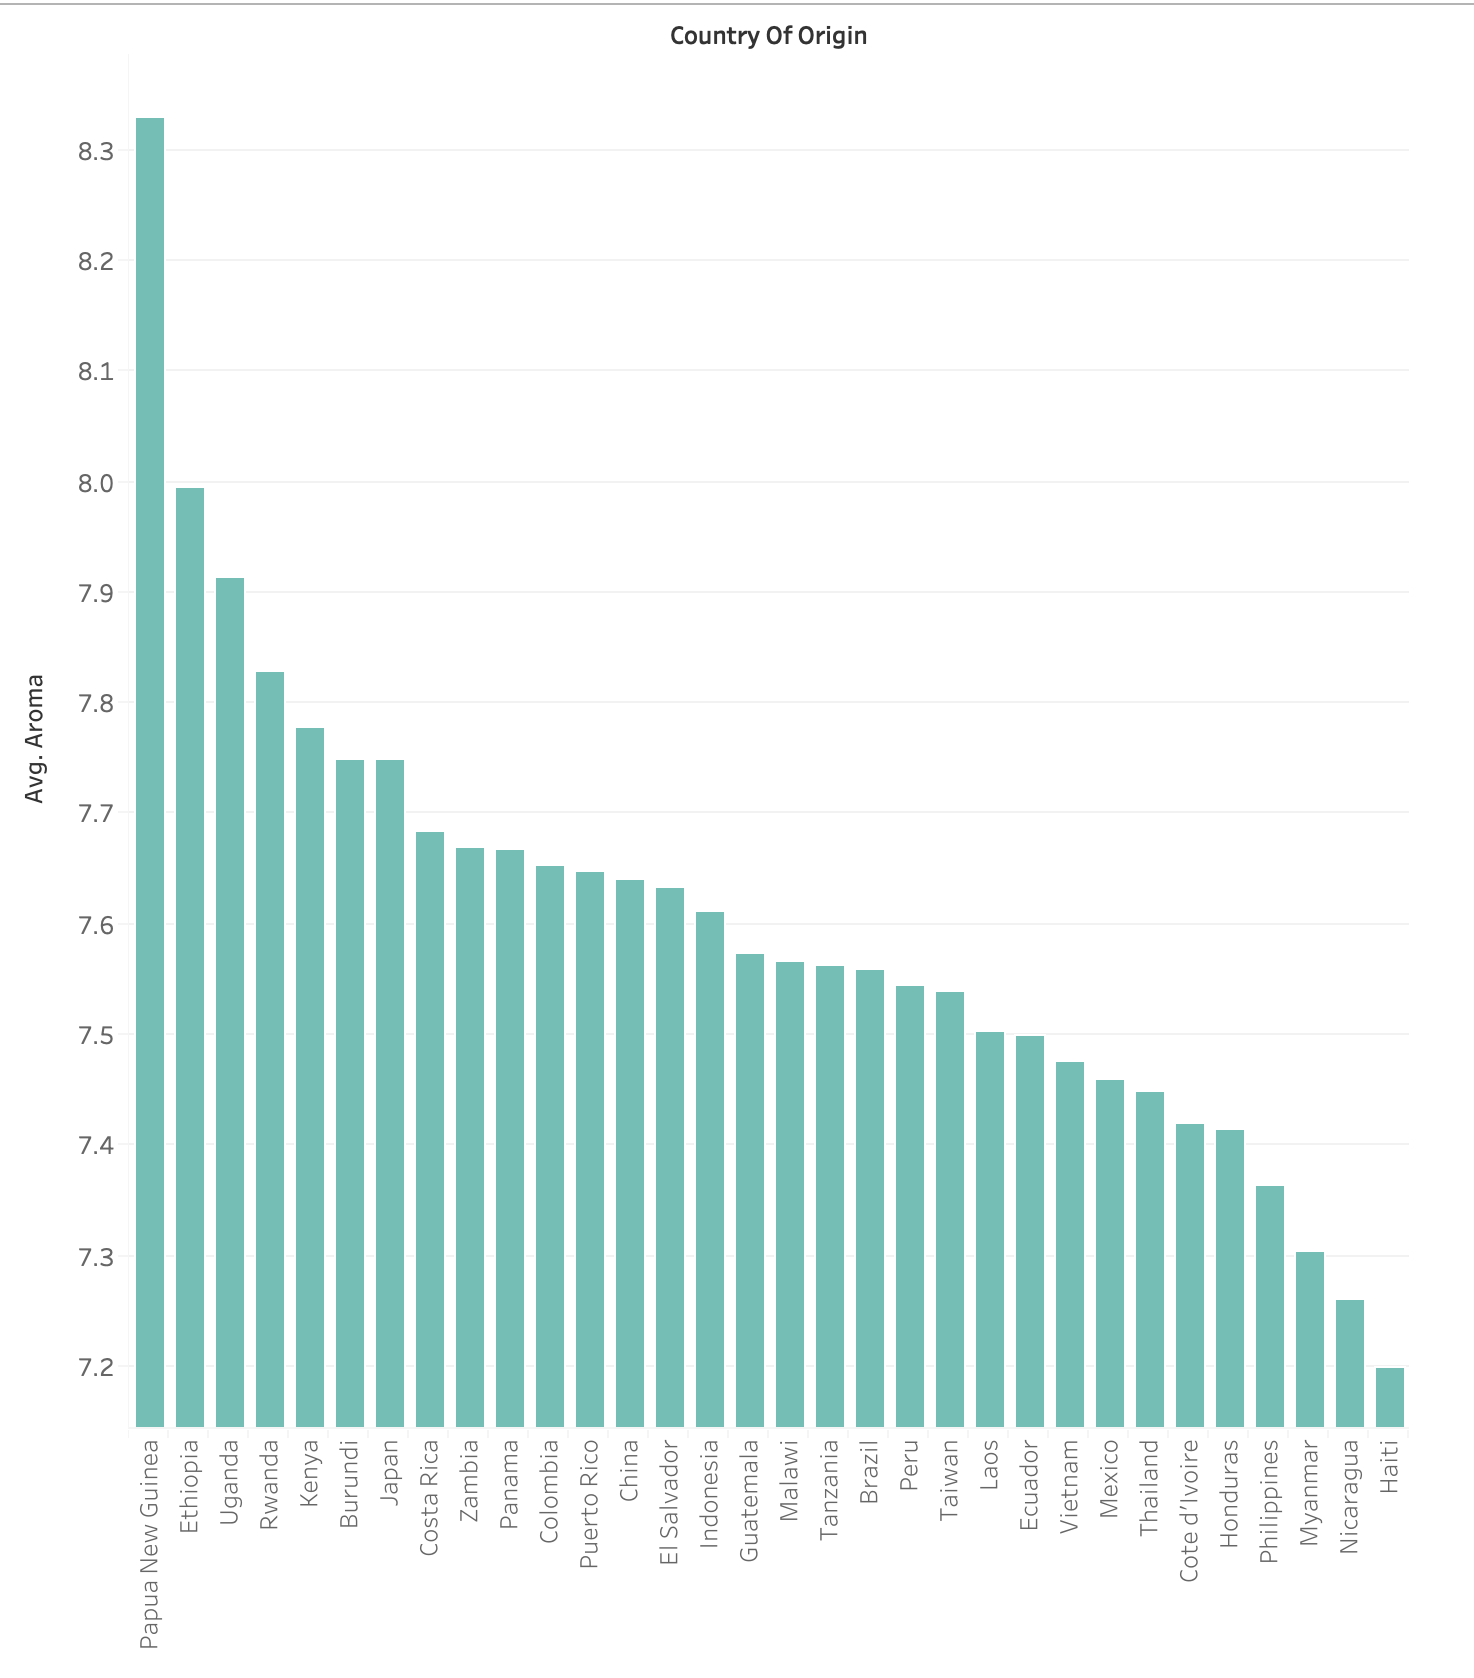 Country Of Origin
8.3
8.2
8.1
8.0
7.9
7.8
7.7
7.6
7.5
7.4
7.3
7.2
Avg. Aroma
Papua New Guinea
Ethiopia
Uganda
Rwanda
Kenya
Burundi
Japan
Costa Rica
Zambia
Panama
Colombia
Puerto Rico
China
El Salvador
Indonesia
Guatemala
Malawi
Tanzania
Brazil
Peru
Taiwan
Laos
Ecuador
Vietnam
Mexico
Thailand
Cote d'Ivoire
Honduras
Philippines
Myanmar
Nicaragua
Haiti